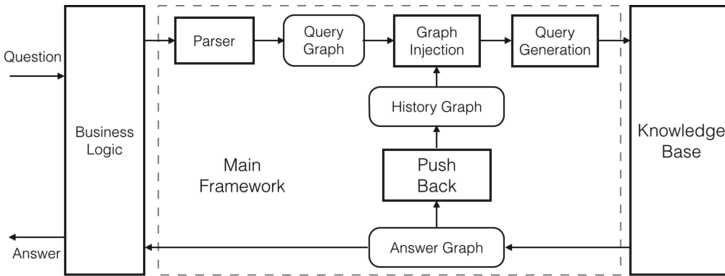 Question
Business
Logic
Answer
Parser
Query
Graph
Graph
Injection
Query
Generation
History Graph
Main
Framework
Push
Back
Answer Graph
Knowledge
Base